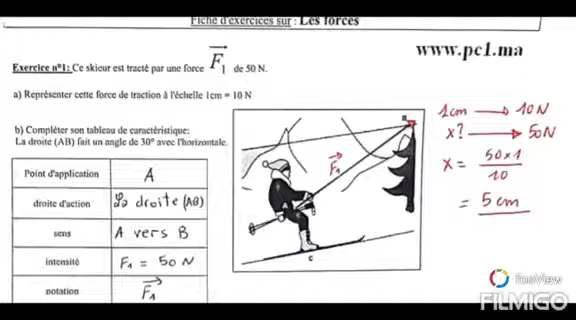 Fiche d'exercices sur : Les forces
www.pc1.ma
Exercice n°1: Ce skieur est tracté par une force F₁ de 50 N.
a) Représenter cette force de traction à l'échelle 1cm = 10 N
b) Compléter son tableau de caractéristique:
La droite (AB) fait un angle de 30° avec l'horizontale.
Point d'application A
droite d'action La droite (AB)
sens A vers B
intensité F₁ = 50 N
notation F₁
B
F₁
C
1cm → 10N
x? → 50N
x = 50 x 1 / 10
= 5 cm
FILMIGO